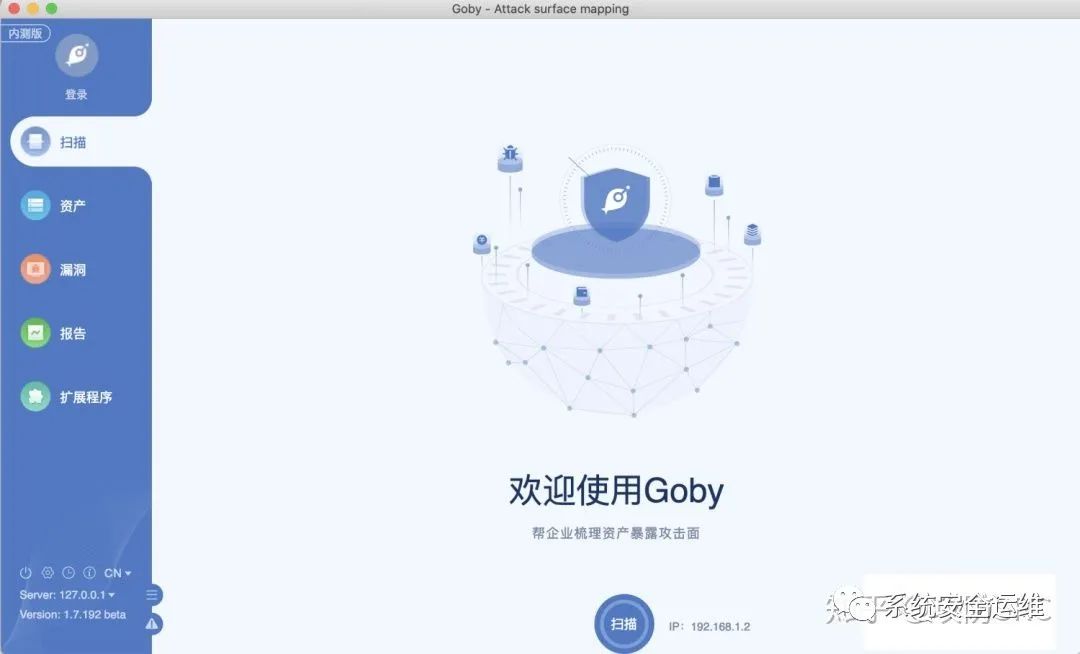 Goby - Attack surface mapping
内测版
登录
扫描
资产
漏洞
报告
扩展程序
CN
Server: 127.0.0.1
Version: 1.7.192 beta
欢迎使用Goby
帮企业梳理资产暴露攻击面
扫描
IP: 192.168.1.2
系统安全运维